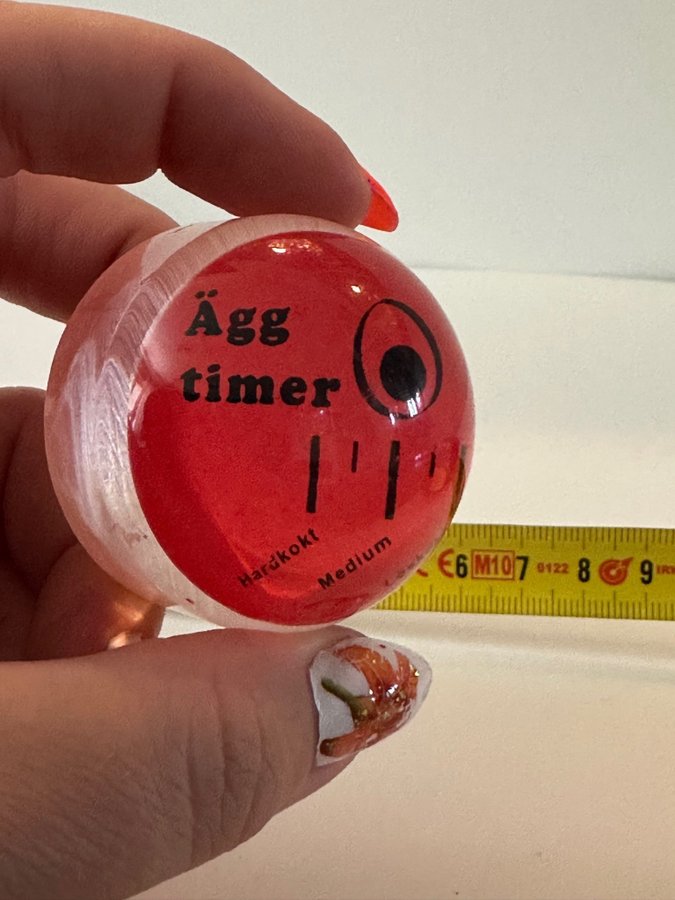 Ägg
timer
Hardkokt
Medium
6 M10 7 0122 8 9